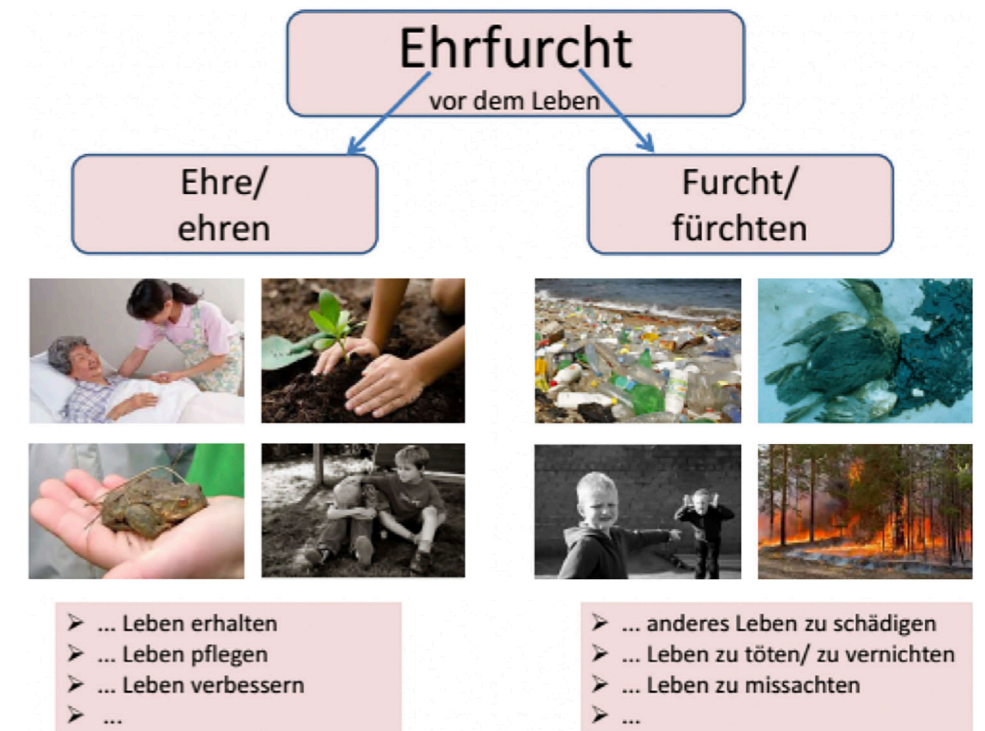 Ehrfurcht
vor dem Leben
Ehre/
ehren
Furcht/
fürchten
➢ ... Leben erhalten
➢ ... Leben pflegen
➢ ... Leben verbessern
➢ ...
➢ ... anderes Leben zu schädigen
➢ ... Leben zu töten/ zu vernichten
➢ ... Leben zu missachten
➢ ...